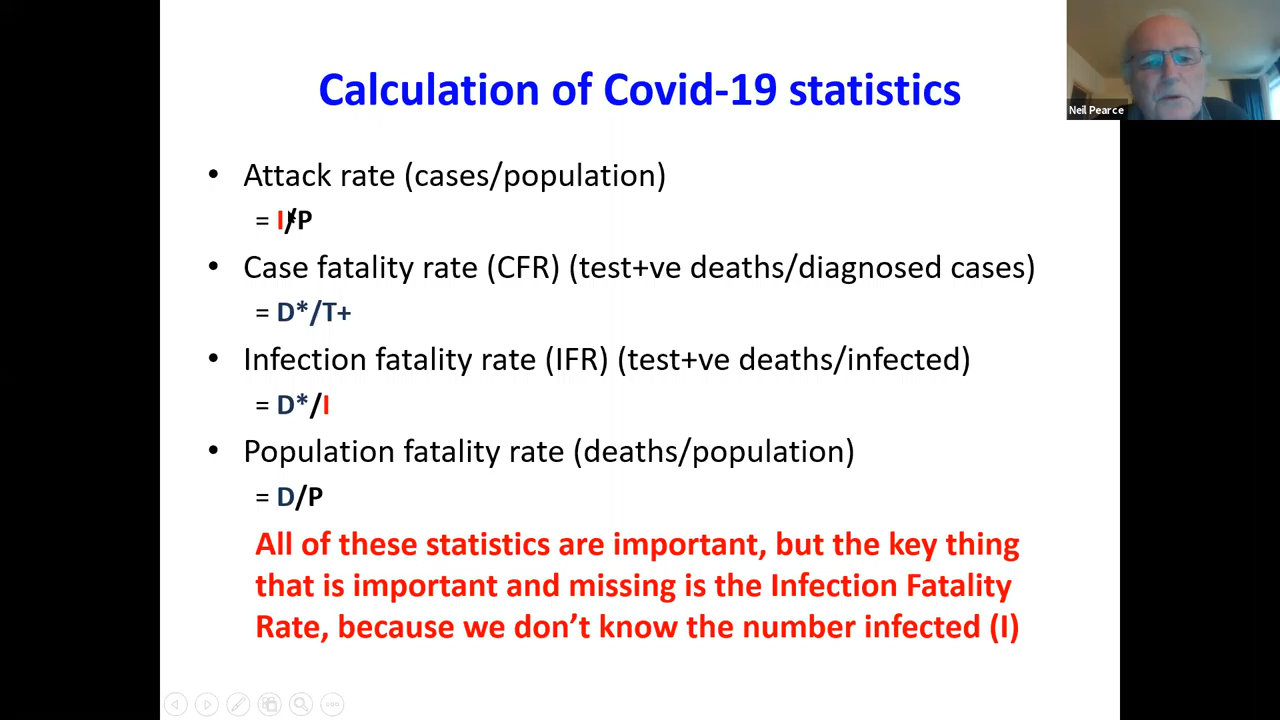 Calculation of Covid-19 statistics
Neil Pearce
• Attack rate (cases/population)
= I/P
• Case fatality rate (CFR) (test+ve deaths/diagnosed cases)
= D*/T+
• Infection fatality rate (IFR) (test+ve deaths/infected)
= D*/I
• Population fatality rate (deaths/population)
= D/P
All of these statistics are important, but the key thing
that is important and missing is the Infection Fatality
Rate, because we don’t know the number infected (I)